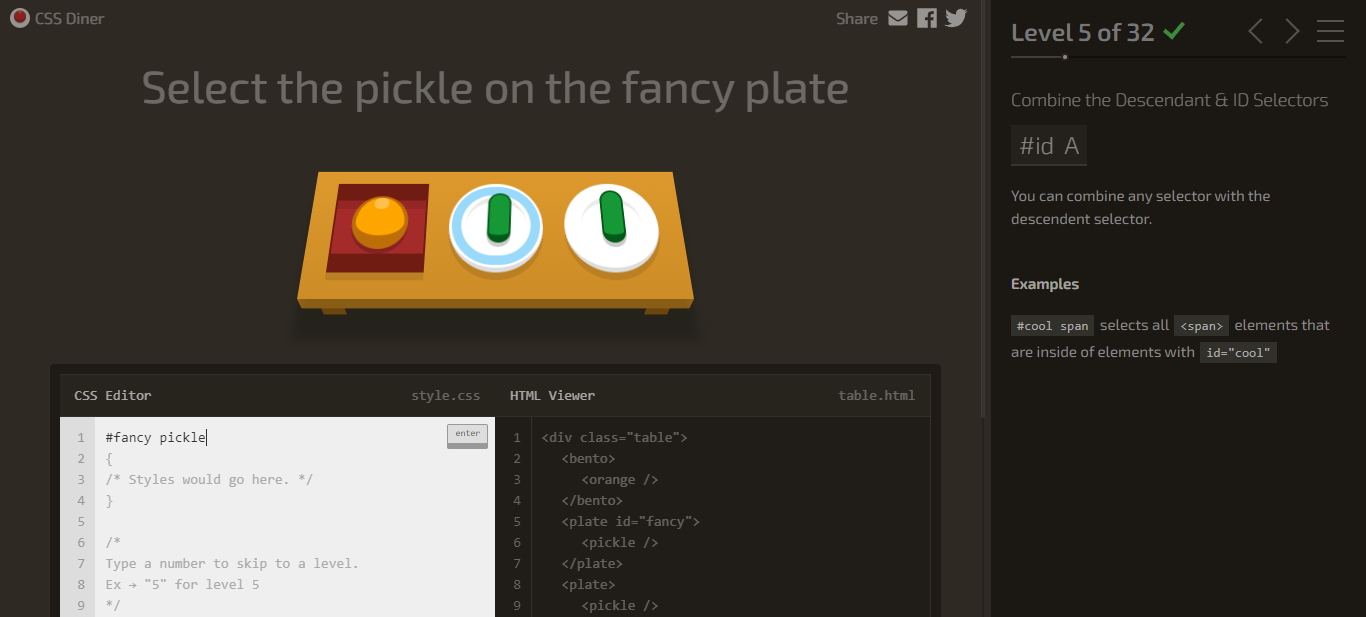 CSS Diner
Share
Select the pickle on the fancy plate
CSS Editor
style.css
1 #fancy pickle
enter
2 {
3 /* Styles would go here. */
4 }
5
6 /*
7 Type a number to skip to a level.
8 Ex → "5" for level 5
9 */
HTML Viewer
table.html
1 <div class="table">
2 <bento>
3 <orange />
4 </bento>
5 <plate id="fancy">
6 <pickle />
7 </plate>
8 <plate>
9 <pickle />
Level 5 of 32
Combine the Descendant & ID Selectors
#id A
You can combine any selector with the
descendent selector.
Examples
#cool span selects all <span> elements that
are inside of elements with id="cool"